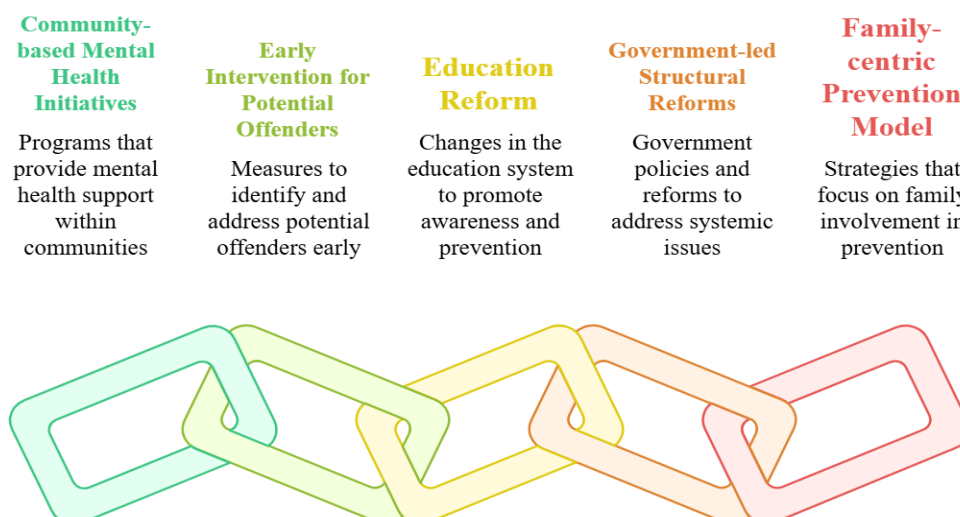 Community-
based Mental
Health
Initiatives
Programs that
provide mental
health support
within
communities
Early
Intervention for
Potential
Offenders
Measures to
identify and
address potential
offenders early
Education
Reform
Changes in the
education system
to promote
awareness and
prevention
Government-led
Structural
Reforms
Government
policies and
reforms to
address systemic
issues
Family-
centric
Prevention
Model
Strategies that
focus on family
involvement in
prevention